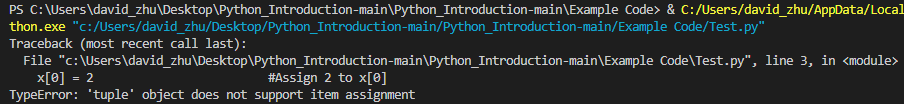 PS C:\Users\david_zhu\Desktop\Python_Introduction-main\Python_Introduction-main\Example Code> & C:/Users/david_zhu/AppData/Local
thon.exe "c:/Users/david_zhu/Desktop/Python_Introduction-main/Python_Introduction-main/Example Code/Test.py"
Traceback (most recent call last):
  File "c:\Users\david_zhu\Desktop\Python_Introduction-main\Python_Introduction-main\Example Code\Test.py", line 3, in <module>
    x[0] = 2                        #Assign 2 to x[0]
TypeError: 'tuple' object does not support item assignment